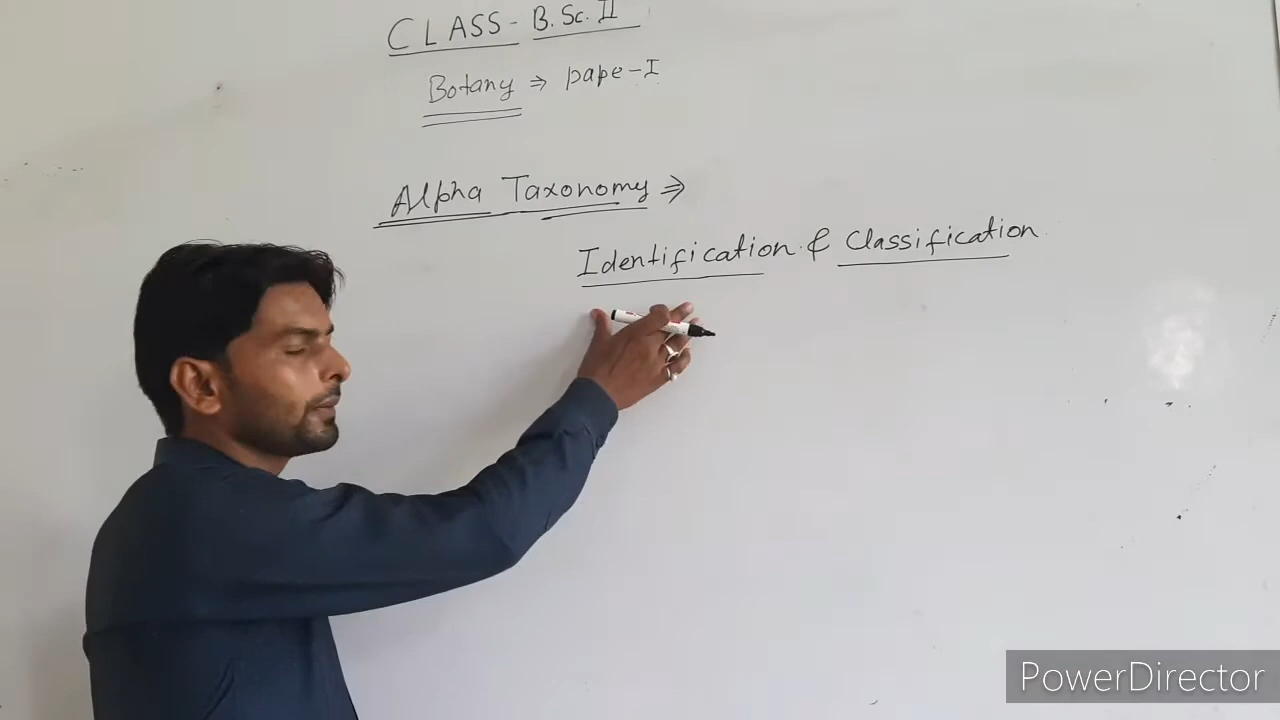 CLASS - B.Sc. II
Botany ⇒ pape-I
Alpha Taxonomy ⇒
Identification & Classification
PowerDirector